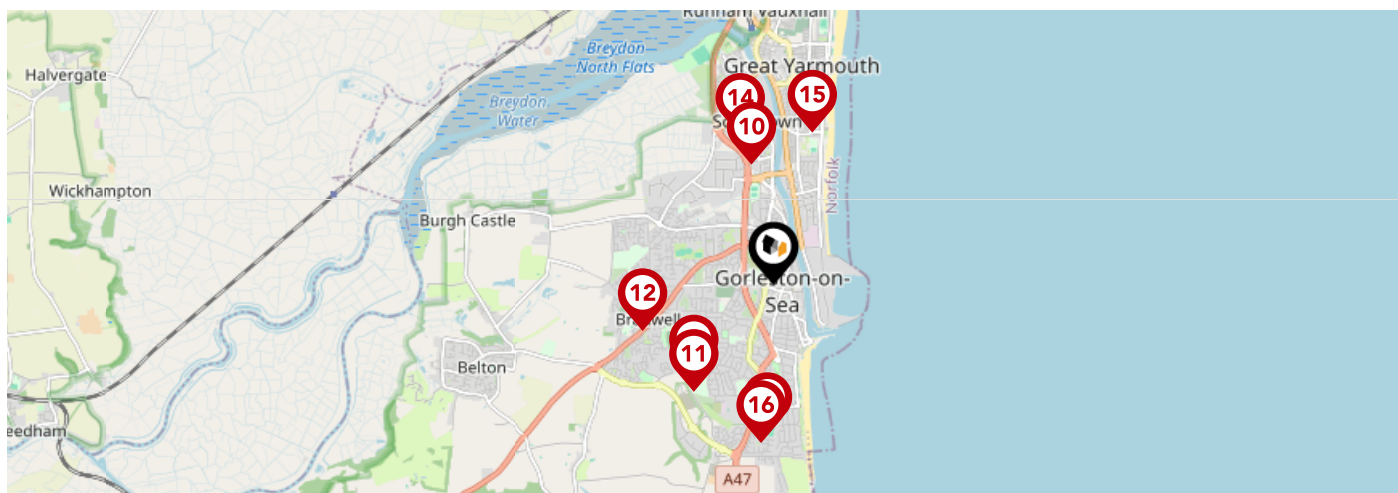 Runham Vauxhall
Breydon
North Flats
Great Yarmouth
Halvergate
14
15
Breydon
Water
10
Wickhampton
Norfolk
Burgh Castle
Gorleston-on-
Sea
12
11
Belton
16
A47